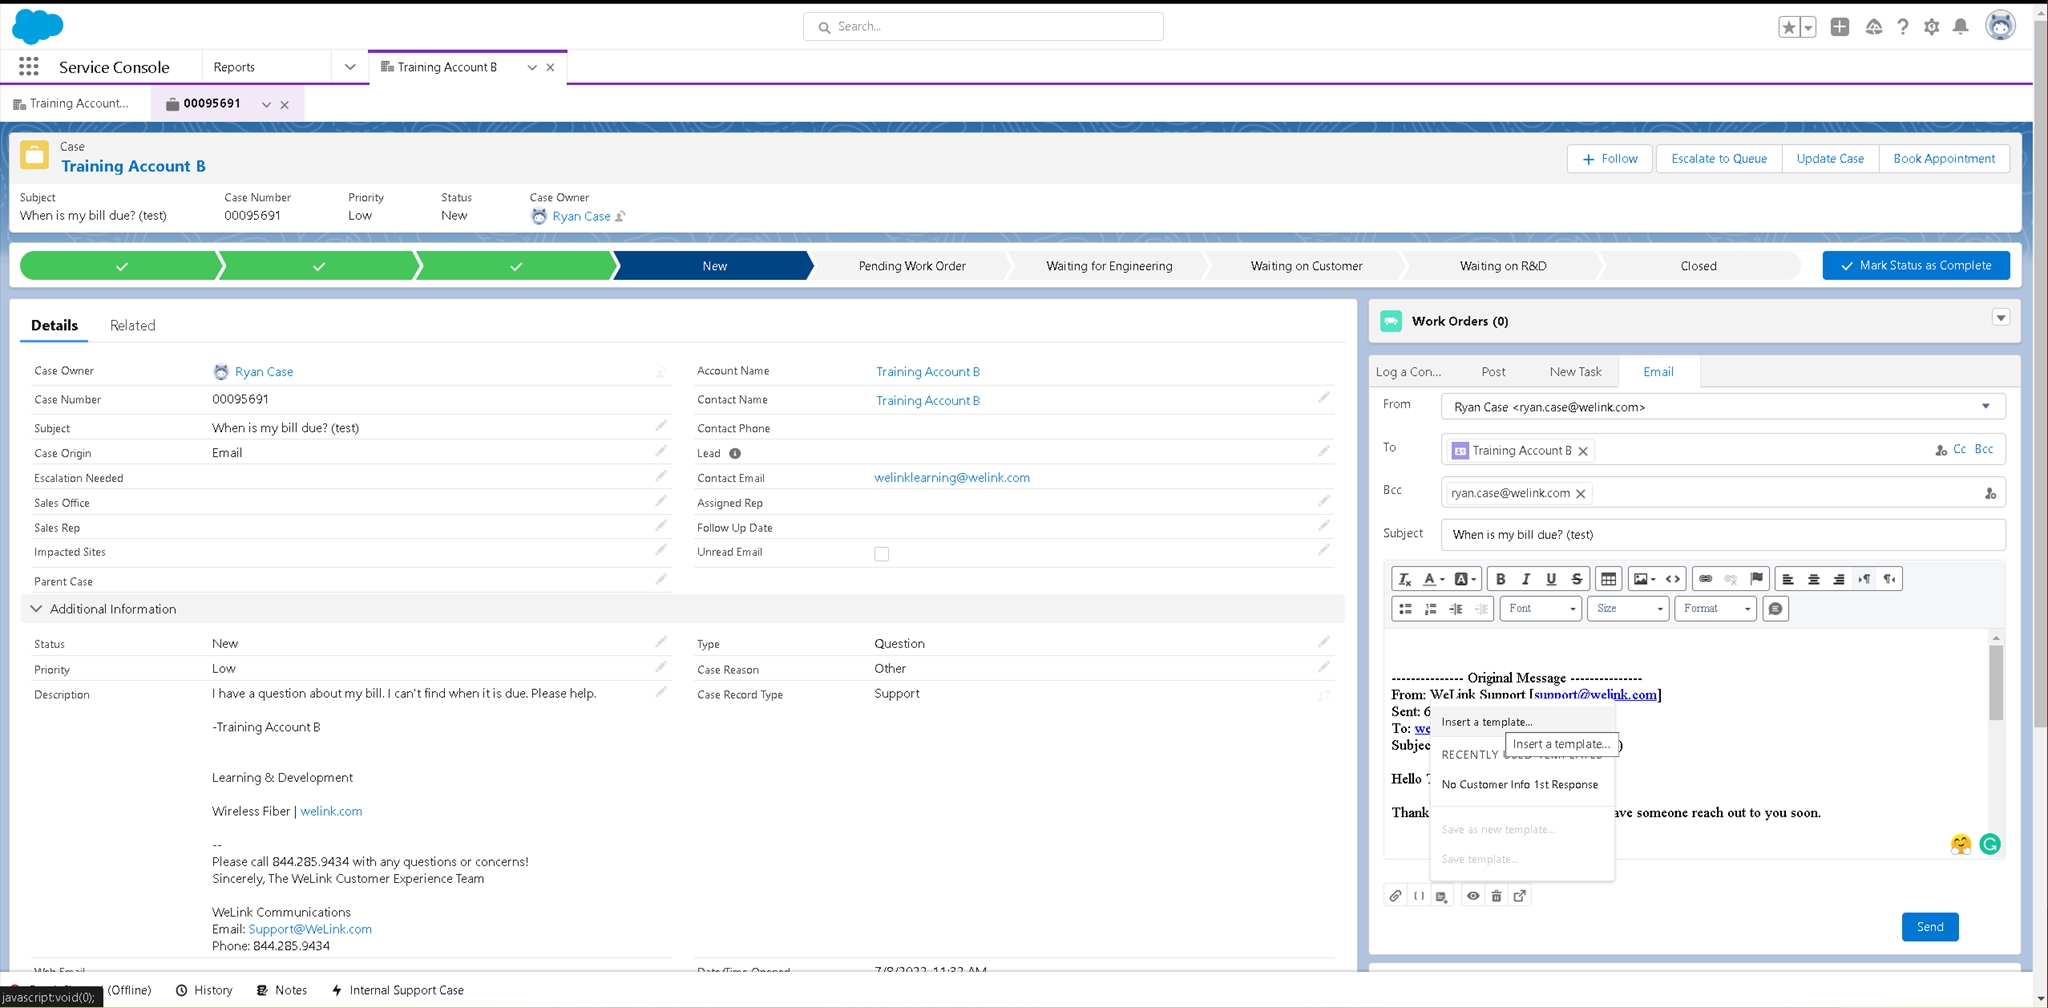 Search...
Service Console
Reports
Training Account B
Training Account...
00095691
Case
Training Account B
Follow
Escalate to Queue
Update Case
Book Appointment
Subject
Case Number
Priority
Status
Case Owner
When is my bill due? (test)
00095691
Low
New
Ryan Case
New
Pending Work Order
Waiting for Engineering
Waiting on Customer
Waiting on R&D
Closed
Mark Status as Complete
Details
Related
Case Owner
Ryan Case
Account Name
Training Account B
Case Number
00095691
Contact Name
Training Account B
Subject
When is my bill due? (test)
Contact Phone
Case Origin
Email
Lead
Escalation Needed
Contact Email
welinklearning@welink.com
Sales Office
Assigned Rep
Sales Rep
Follow Up Date
Impacted Sites
Unread Email
Parent Case
Additional Information
Status
New
Type
Question
Priority
Low
Case Reason
Other
Description
I have a question about my bill. I can't find when it is due. Please help.
Case Record Type
Support
-Training Account B
Learning & Development
Wireless Fiber | welink.com
--
Please call 844.285.9434 with any questions or concerns!
Sincerely, The WeLink Customer Experience Team
WeLink Communications
Email: Support@WeLink.com
Phone: 844.285.9434
Web Email
Date/Time Opened
7/8/2022, 11:32 AM
Work Orders (0)
Log a Con...
Post
New Task
Email
From
Ryan Case <ryan.case@welink.com>
To
Training Account B
Cc
Bcc
Bcc
ryan.case@welink.com
Subject
When is my bill due? (test)
Font
Size
Format
--------------- Original Message ---------------
From: WeLink Support [support@welink.com]
Sent: 6
To: we
Subjec
)
Hello T
Thank
ave someone reach out to you soon.
Insert a template...
Insert a template...
RECENTLY USED TEMPLATES
No Customer Info 1st Response
Save as new template...
Save template...
Send
(Offline)
History
Notes
Internal Support Case
javascript:void(0);